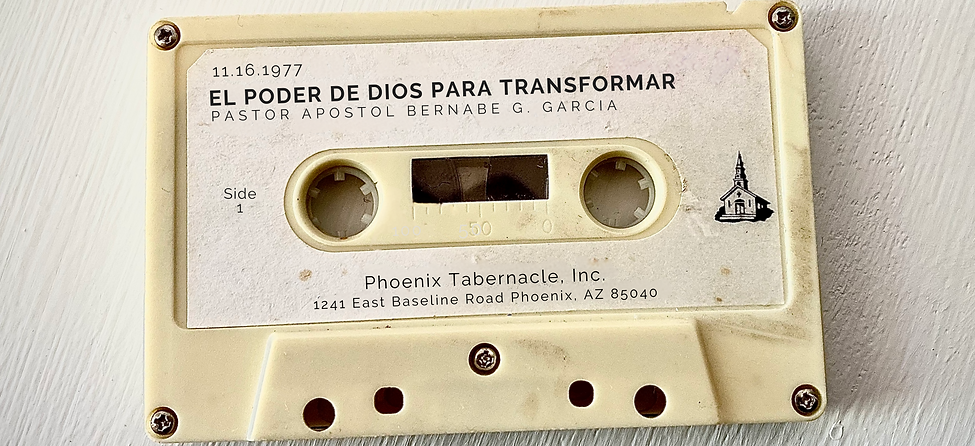 11.16.1977
EL PODER DE DIOS PARA TRANSFORMAR
PASTOR APOSTOL BERNABE G. GARCIA
Side
1
50 0
Phoenix Tabernacle, Inc.
1241 East Baseline Road Phoenix, AZ 85040